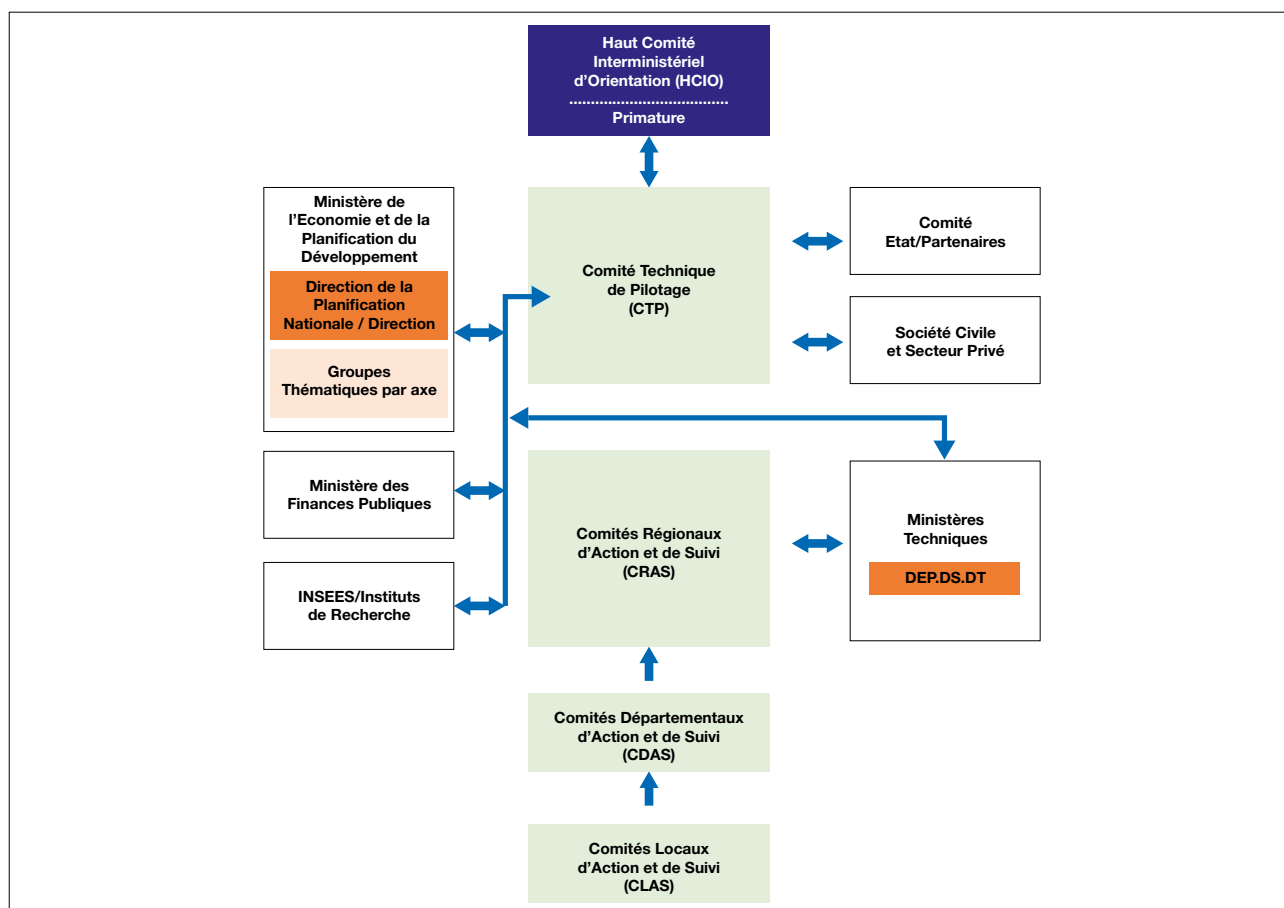 Haut Comité
Interministériel
d'Orientation (HCIO)
.....................................
Primature
Ministère de
l'Economie et de la
Planification du
Développement
Direction de la
Planification
Nationale / Direction
Groupes
Thématiques par axe
Comité Technique
de Pilotage
(CTP)
Comité
Etat/Partenaires
Société Civile
et Secteur Privé
Ministère des
Finances Publiques
INSEES/Instituts
de Recherche
Comités Régionaux
d'Action et de Suivi
(CRAS)
Ministères
Techniques
DEP.DS.DT
Comités Départementaux
d'Action et de Suivi
(CDAS)
Comités Locaux
d'Action et de Suivi
(CLAS)